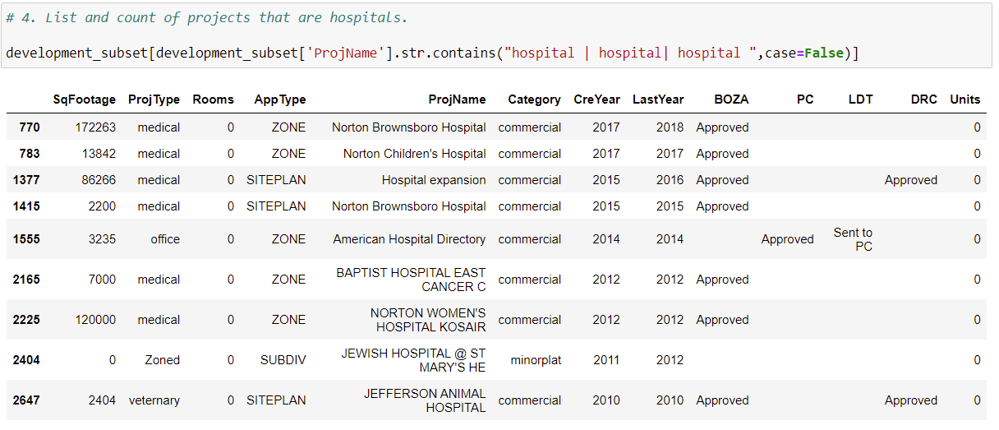 # 4. List and count of projects that are hospitals.
development_subset[development_subset['ProjName'].str.contains("hospital | hospital| hospital ",case=False)]
SqFootage ProjType Rooms AppType ProjName Category CreYear LastYear BOZA PC LDT DRC Units
770 172263 medical 0 ZONE Norton Brownsboro Hospital commercial 2017 2018 Approved 0
783 13842 medical 0 ZONE Norton Children's Hospital commercial 2017 2017 Approved 0
1377 86266 medical 0 SITEPLAN Hospital expansion commercial 2015 2016 Approved Approved 0
1415 2200 medical 0 SITEPLAN Norton Brownsboro Hospital commercial 2015 2015 Approved 0
1555 3235 office 0 ZONE American Hospital Directory commercial 2014 2014 Approved Sent to
PC 0
2165 7000 medical 0 ZONE BAPTIST HOSPITAL EAST
CANCER C commercial 2012 2012 Approved 0
2225 120000 medical 0 ZONE NORTON WOMEN'S
HOSPITAL KOSAIR commercial 2012 2012 Approved 0
2404 0 Zoned 0 SUBDIV JEWISH HOSPITAL @ ST
MARY'S HE minorplat 2011 2012 0
2647 2404 veternary 0 SITEPLAN JEFFERSON ANIMAL
HOSPITAL commercial 2010 2010 Approved Approved 0